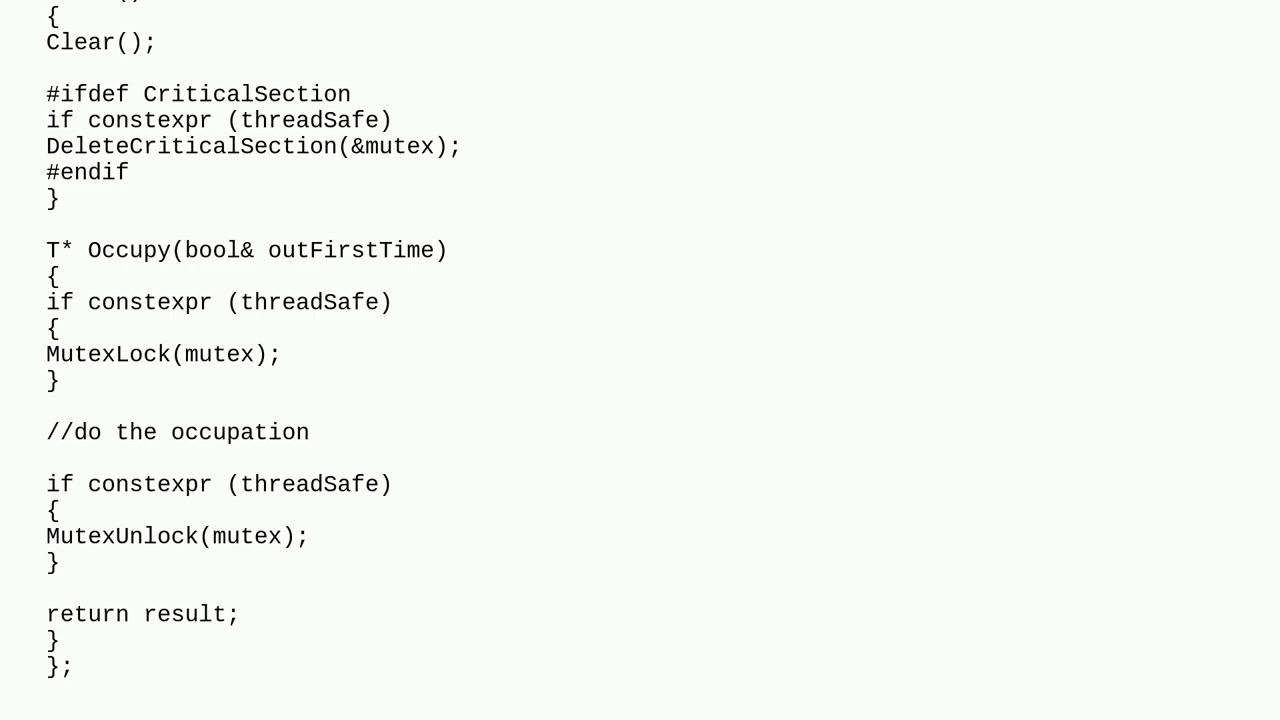 {
Clear();
#ifdef CriticalSection
if constexpr (threadSafe)
DeleteCriticalSection(&mutex);
#endif
}
T* Occupy(bool& outFirstTime)
{
if constexpr (threadSafe)
{
MutexLock(mutex);
}
//do the occupation
if constexpr (threadSafe)
{
MutexUnlock(mutex);
}
return result;
}
};